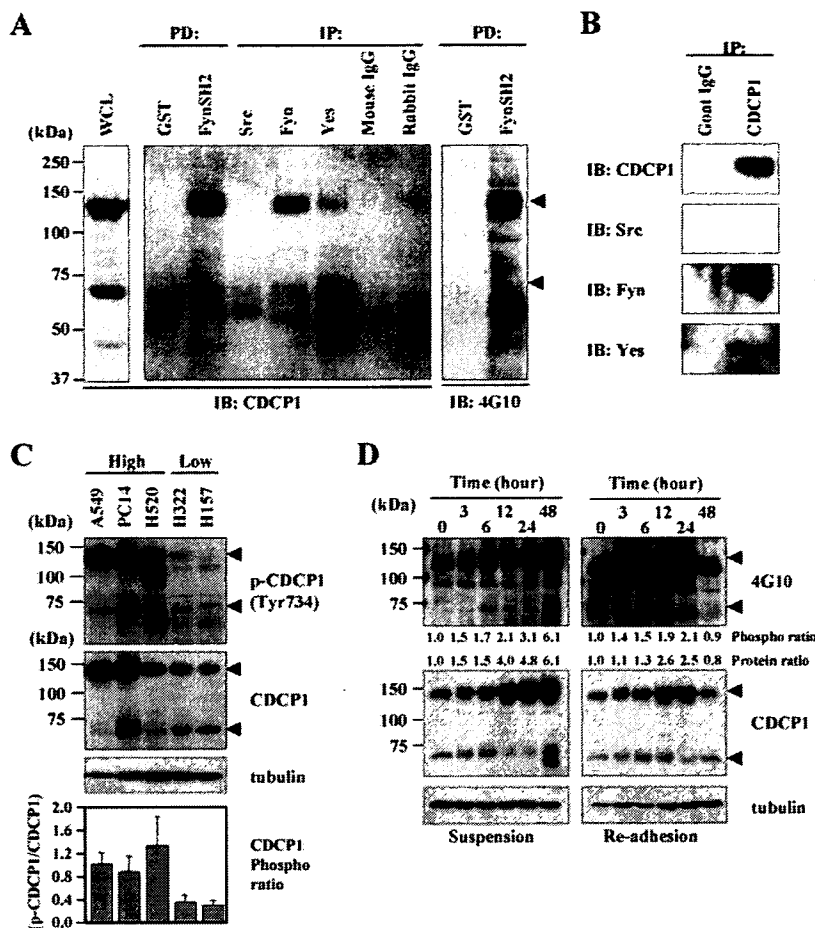 A
PD:
IP:
PD:
(kDa)
WCL
GST
FynSH2
Src
Fyn
Yes
Mouse IgG
Rabbit IgG
GST
FynSH2
250
150
100
75
50
37
IB: CDCP1
IB: 4G10
B
IP:
Goat IgG
CDCP1
IB: CDCP1
IB: Src
IB: Fyn
IB: Yes
C
High
Low
A549
PC14
H520
H322
H157
(kDa)
150
100
75
p-CDCP1
(Tyr734)
(kDa)
150
100
75
CDCP1
tubulin
2.0
1.6
1.2
0.8
0.4
0.0
[p-CDCP1/CDCP1)
CDCP1
Phospho
ratio
D
Time (hour)
Time (hour)
(kDa)
0 3 6 12 24 48
0 3 6 12 24 48
150
100
75
4G10
1.0 1.5 1.7 2.1 3.1 6.1
1.0 1.4 1.5 1.9 2.1 0.9
Phospho ratio
1.0 1.5 1.5 4.0 4.8 6.1
1.0 1.1 1.3 2.6 2.5 0.8
Protein ratio
150
100
75
CDCP1
tubulin
Suspension
Re-adhesion